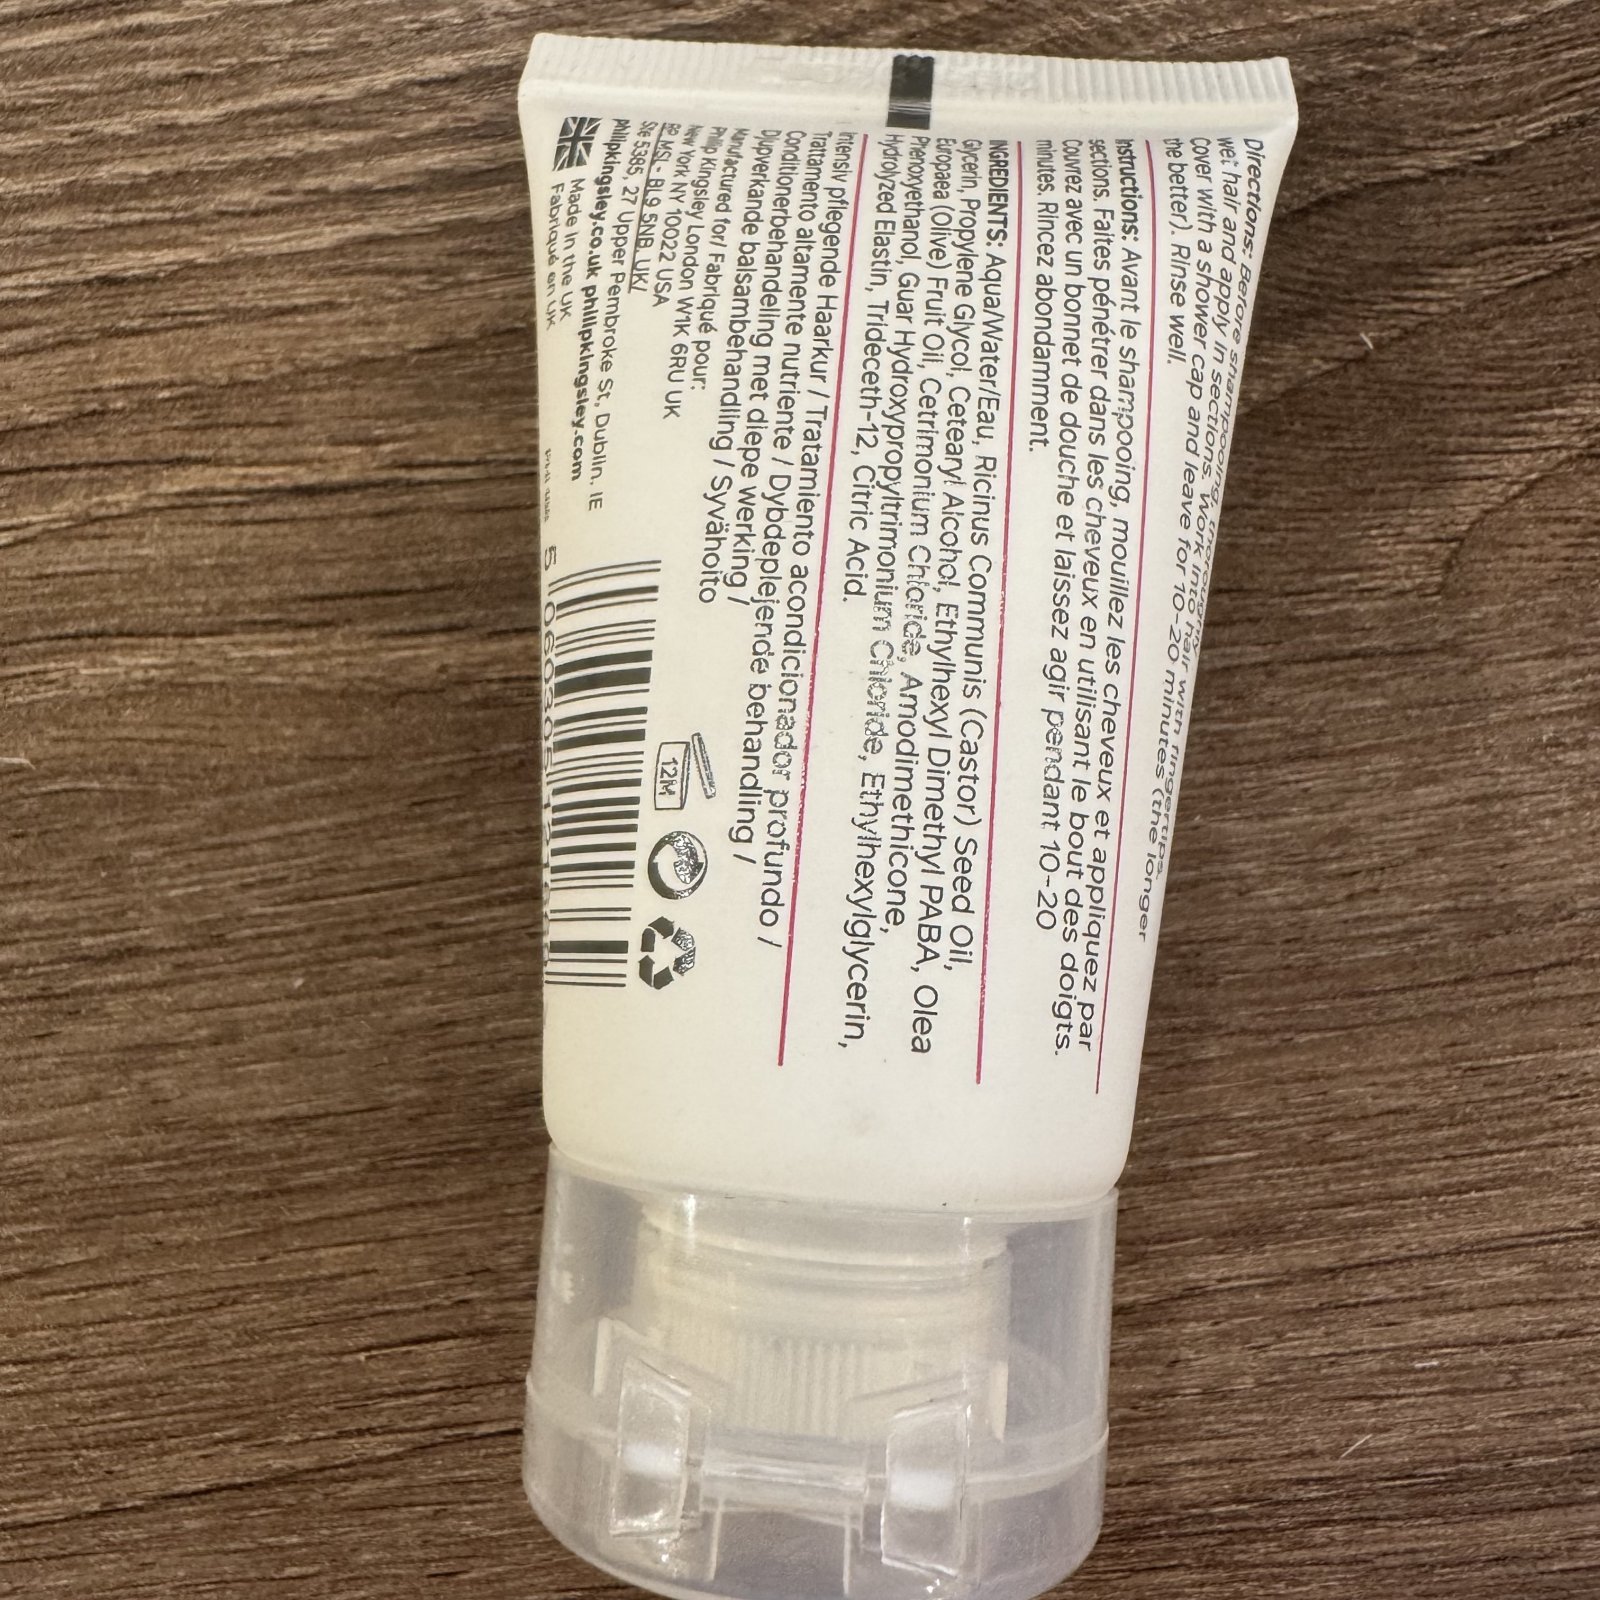 Directions: Before shampooing, thoroughly
wet hair and apply in sections. Work into hair with fingertips.
Cover with a shower cap and leave for 10-20 minutes (the longer
the better). Rinse well.
Instructions: Avant le shampooing, mouillez les cheveux et appliquez par
sections. Faites pénétrer dans les cheveux en utilisant le bout des doigts.
Couvrez avec un bonnet de douche et laissez agir pendant 10-20
minutes. Rincez abondamment.
INGREDIENTS: Aqua/Water/Eau, Ricinus Communis (Castor) Seed Oil,
Glycerin, Propylene Glycol, Cetearyl Alcohol, Ethylhexyl Dimethyl PABA, Olea
Europaea (Olive) Fruit Oil, Cetrimonium Chloride, Amodimethicone,
Phenoxyethanol, Guar Hydroxypropyltrimonium Chloride, Ethylhexylglycerin,
Hydrolyzed Elastin, Trideceth-12, Citric Acid.
Intensiv pflegende Haarkur / Tratamiento acondicionador profundo /
Trattamento altamente nutriente / Dybdeplejende behandling /
Conditionerbehandeling met diepe werking /
Djupverkande balsambehandling / Syvähoito
Manufactured for/ Fabriqué pour:
Philip Kingsley London W1K 6RU UK
New York NY 10022 USA
RP MSL - BL9 5NB UK/
Ste 5385, 27 Upper Pembroke St, Dublin, IE
philipkingsley.co.uk philipkingsley.com
Made in the UK
Fabriqué en UK
12M